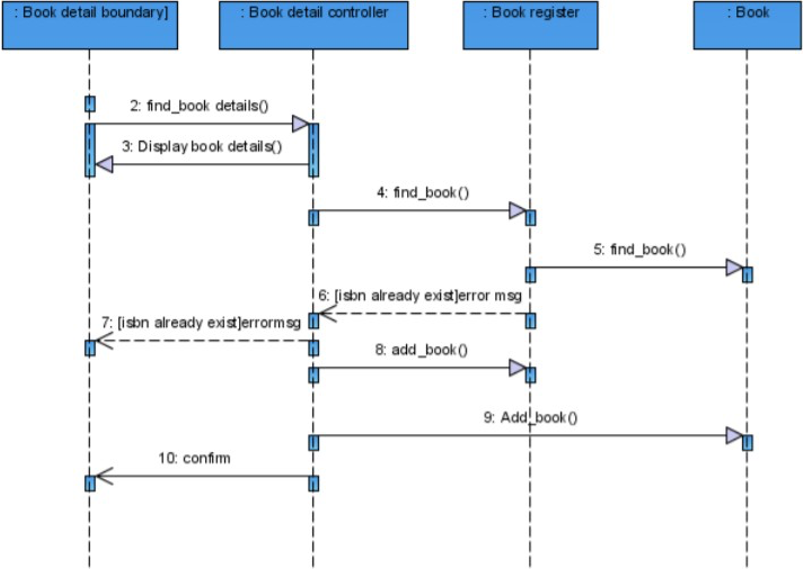 : Book detail boundary]
: Book detail controller
: Book register
: Book
2: find_book details()
3: Display book details()
4: find_book()
5: find_book()
6: [isbn already exist]error msg
7: [isbn already exist]errormsg
8: add_book()
9: Add_book()
10: confirm